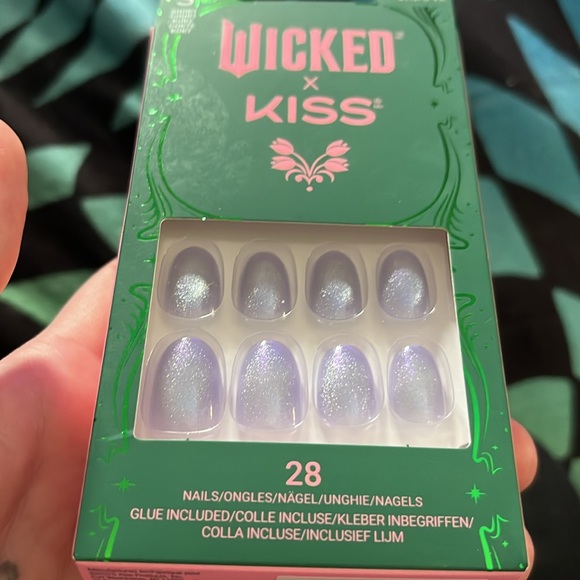 WICKED
×
KISS®
28
NAILS/ONGLES/NÄGEL/UNGHIE/NAGELS
GLUE INCLUDED/COLLE INCLUSE/KLEBER INBEGRIFFEN/
COLLA INCLUSE/INCLUSIEF LIJM